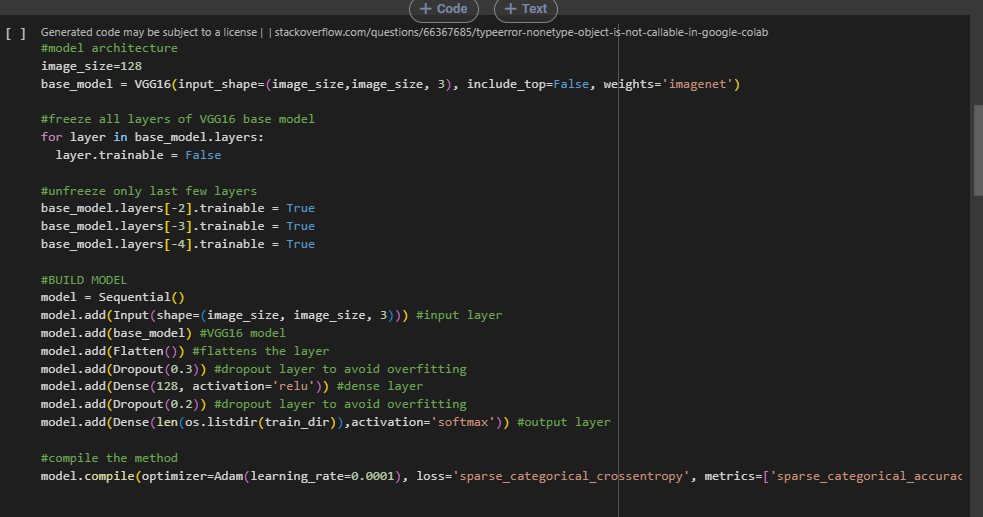 + Code + Text
[ ] Generated code may be subject to a license | | stackoverflow.com/questions/66367685/typeerror-nonetype-object-is-not-callable-in-google-colab
#model architecture
image_size=128
base_model = VGG16(input_shape=(image_size,image_size, 3), include_top=False, weights='imagenet')
#freeze all layers of VGG16 base model
for layer in base_model.layers:
  layer.trainable = False
#unfreeze only last few layers
base_model.layers[-2].trainable = True
base_model.layers[-3].trainable = True
base_model.layers[-4].trainable = True
#BUILD MODEL
model = Sequential()
model.add(Input(shape=(image_size, image_size, 3))) #input layer
model.add(base_model) #VGG16 model
model.add(Flatten()) #flattens the layer
model.add(Dropout(0.3)) #dropout layer to avoid overfitting
model.add(Dense(128, activation='relu')) #dense layer
model.add(Dropout(0.2)) #dropout layer to avoid overfitting
model.add(Dense(len(os.listdir(train_dir)),activation='softmax')) #output layer
#compile the method
model.compile(optimizer=Adam(learning_rate=0.0001), loss='sparse_categorical_crossentropy', metrics=['sparse_categorical_accurac